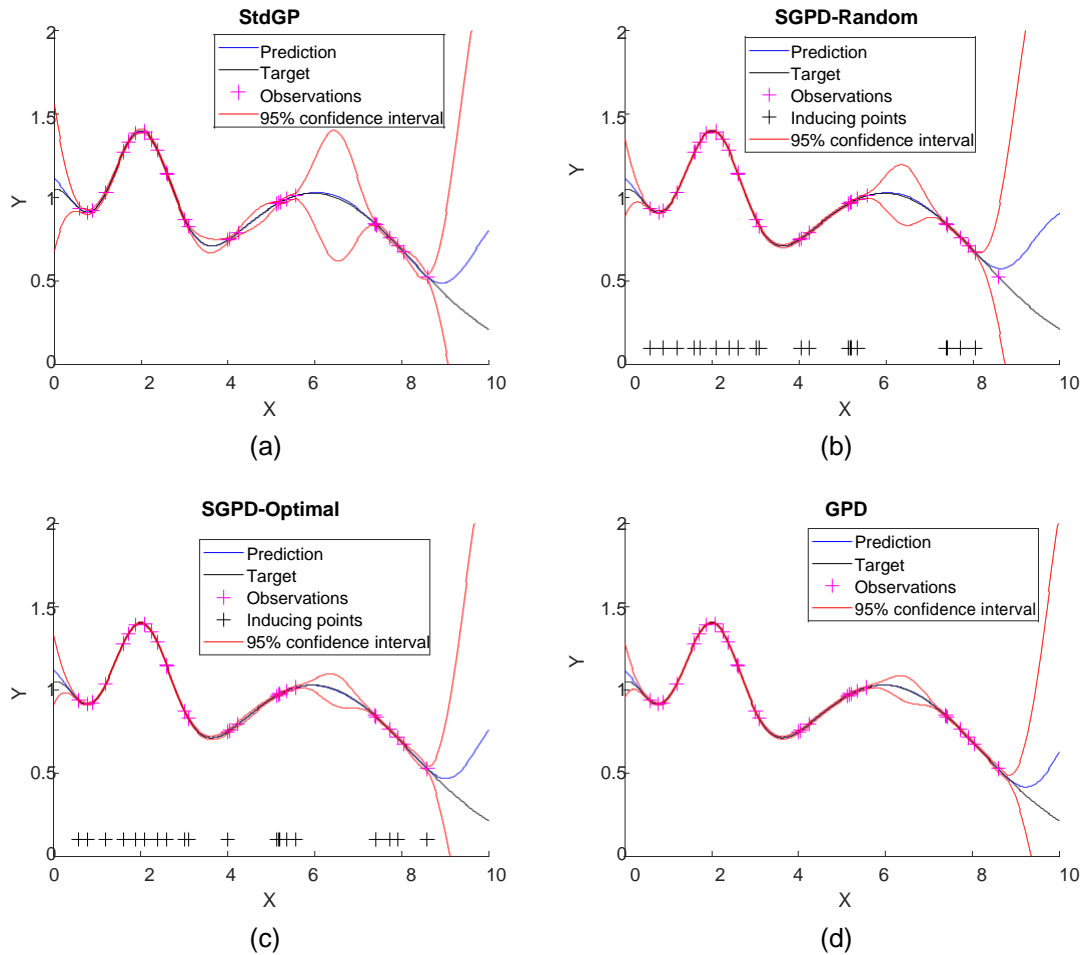 StdGP
Prediction
Target
Observations
95% confidence interval
2
1.5
1
0.5
0
Y
0 2 4 6 8 10
X
(a)
SGPD-Random
Prediction
Target
Observations
Inducing points
95% confidence interval
2
1.5
1
0.5
0
Y
0 2 4 6 8 10
X
(b)
SGPD-Optimal
Prediction
Target
Observations
Inducing points
95% confidence interval
2
1.5
1
0.5
0
Y
0 2 4 6 8 10
X
(c)
GPD
Prediction
Target
Observations
95% confidence interval
2
1.5
1
0.5
0
Y
0 2 4 6 8 10
X
(d)